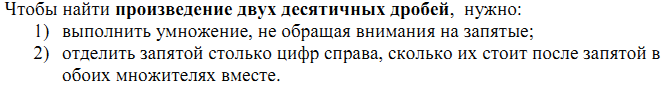 Чтобы найти произведение двух десятичных дробей, нужно:
1) выполнить умножение, не обращая внимания на запятые;
2) отделить запятой столько цифр справа, сколько их стоит после запятой в
обоих множителях вместе.